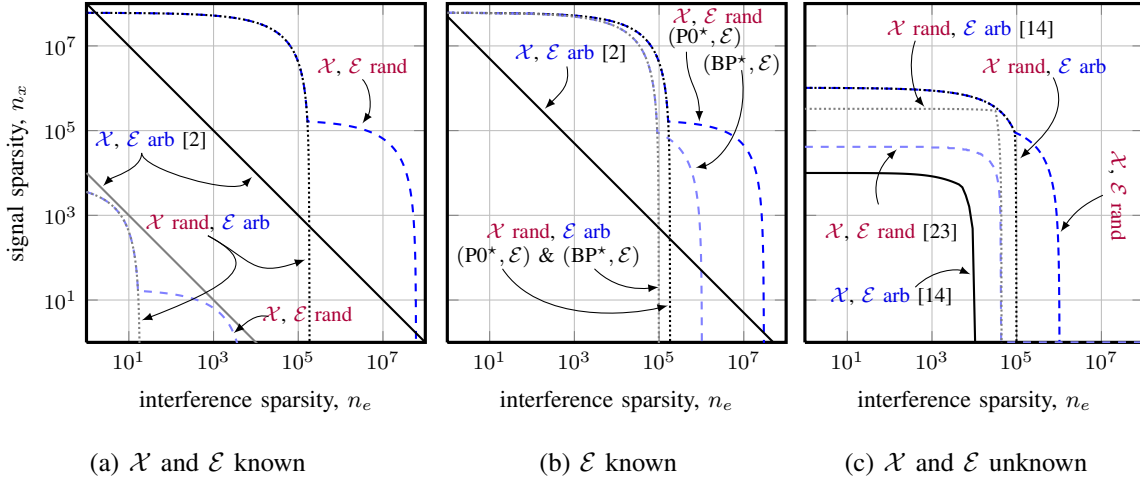 signal sparsity, n_x
10^7
10^5
10^3
10^1
𝒳, ℰ rand
𝒳, ℰ arb [2]
𝒳 rand, ℰ arb
𝒳, ℰ rand
10^1 10^3 10^5 10^7
interference sparsity, n_e
(a) 𝒳 and ℰ known
𝒳, ℰ rand
(P0⋆, ℰ)
(BP⋆, ℰ)
𝒳, ℰ arb [2]
𝒳 rand, ℰ arb
(P0⋆, ℰ) & (BP⋆, ℰ)
10^1 10^3 10^5 10^7
interference sparsity, n_e
(b) ℰ known
𝒳 rand, ℰ arb [14]
𝒳 rand, ℰ arb
𝒳, ℰ rand
𝒳, ℰ rand [23]
𝒳, ℰ arb [14]
10^1 10^3 10^5 10^7
interference sparsity, n_e
(c) 𝒳 and ℰ unknown